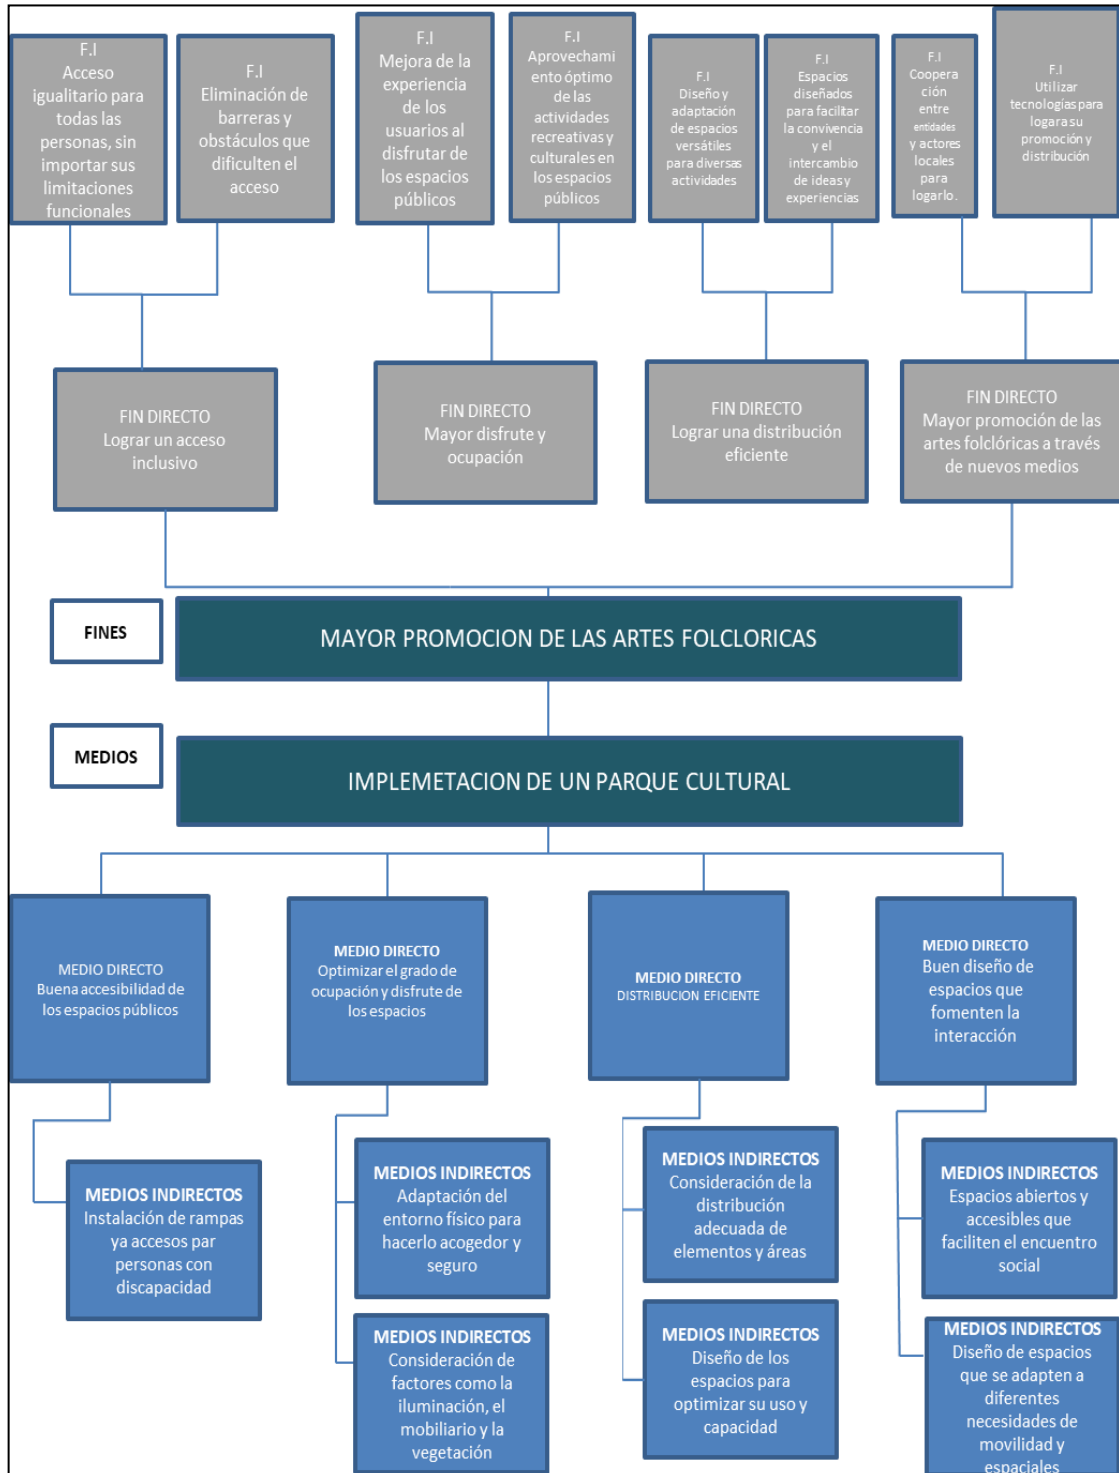 F.I
Acceso
igualitario para
todas las
personas, sin
importar sus
limitaciones
funcionales
F.I
Eliminación de
barreras y
obstáculos que
dificulten el
acceso
F.I
Mejora de la
experiencia
de los
usuarios al
disfrutar de
los espacios
públicos
F.I
Aprovechami
ento óptimo
de las
actividades
recreativas y
culturales en
los espacios
públicos
F.I
Diseño y
adaptación
de espacios
versátiles
para diversas
actividades
F.I
Espacios
diseñados
para facilitar
la convivencia
y el
intercambio
de ideas y
experiencias
F.I
Coopera
ción
entre
entidades
y actores
locales
para
logarlo.
F.I
Utilizar
tecnologías para
logara su
promoción y
distribución
FIN DIRECTO
Lograr un acceso
inclusivo
FIN DIRECTO
Mayor disfrute y
ocupación
FIN DIRECTO
Lograr una distribución
eficiente
FIN DIRECTO
Mayor promoción de las
artes folclóricas a través
de nuevos medios
FINES
MAYOR PROMOCION DE LAS ARTES FOLCLORICAS
MEDIOS
IMPLEMETACION DE UN PARQUE CULTURAL
MEDIO DIRECTO
Buena accesibilidad de
los espacios públicos
MEDIO DIRECTO
Optimizar el grado de
ocupación y disfrute de
los espacios
MEDIO DIRECTO
DISTRIBUCION EFICIENTE
MEDIO DIRECTO
Buen diseño de
espacios que
fomenten la
interacción
MEDIOS INDIRECTOS
Instalación de rampas
ya accesos par
personas con
discapacidad
MEDIOS INDIRECTOS
Adaptación del
entorno físico para
hacerlo acogedor y
seguro
MEDIOS INDIRECTOS
Consideración de la
distribución
adecuada de
elementos y áreas
MEDIOS INDIRECTOS
Espacios abiertos y
accesibles que
faciliten el encuentro
social
MEDIOS INDIRECTOS
Consideración de
factores como la
iluminación, el
mobiliario y la
vegetación
MEDIOS INDIRECTOS
Diseño de los
espacios para
optimizar su uso y
capacidad
MEDIOS INDIRECTOS
Diseño de espacios
que se adapten a
diferentes
necesidades de
movilidad y
espaciales